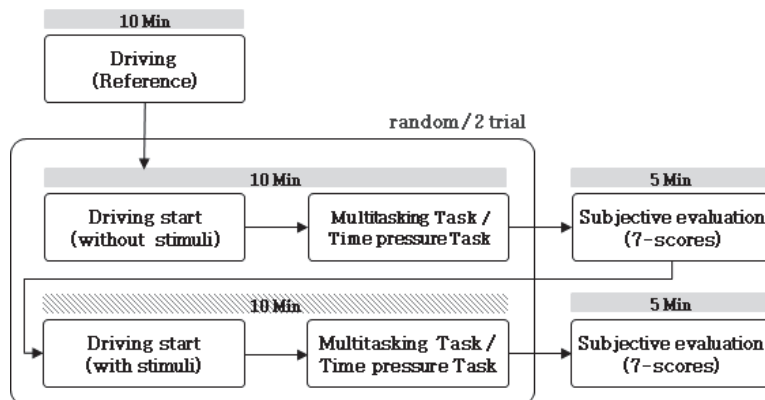 10 Min
Driving
(Reference)
random / 2 trial
10 Min
5 Min
Driving start
(without stimuli)
Multitasking Task /
Time pressure Task
Subjective evaluation
(7-scores)
10 Min
5 Min
Driving start
(with stimuli)
Multitasking Task /
Time pressure Task
Subjective evaluation
(7-scores)